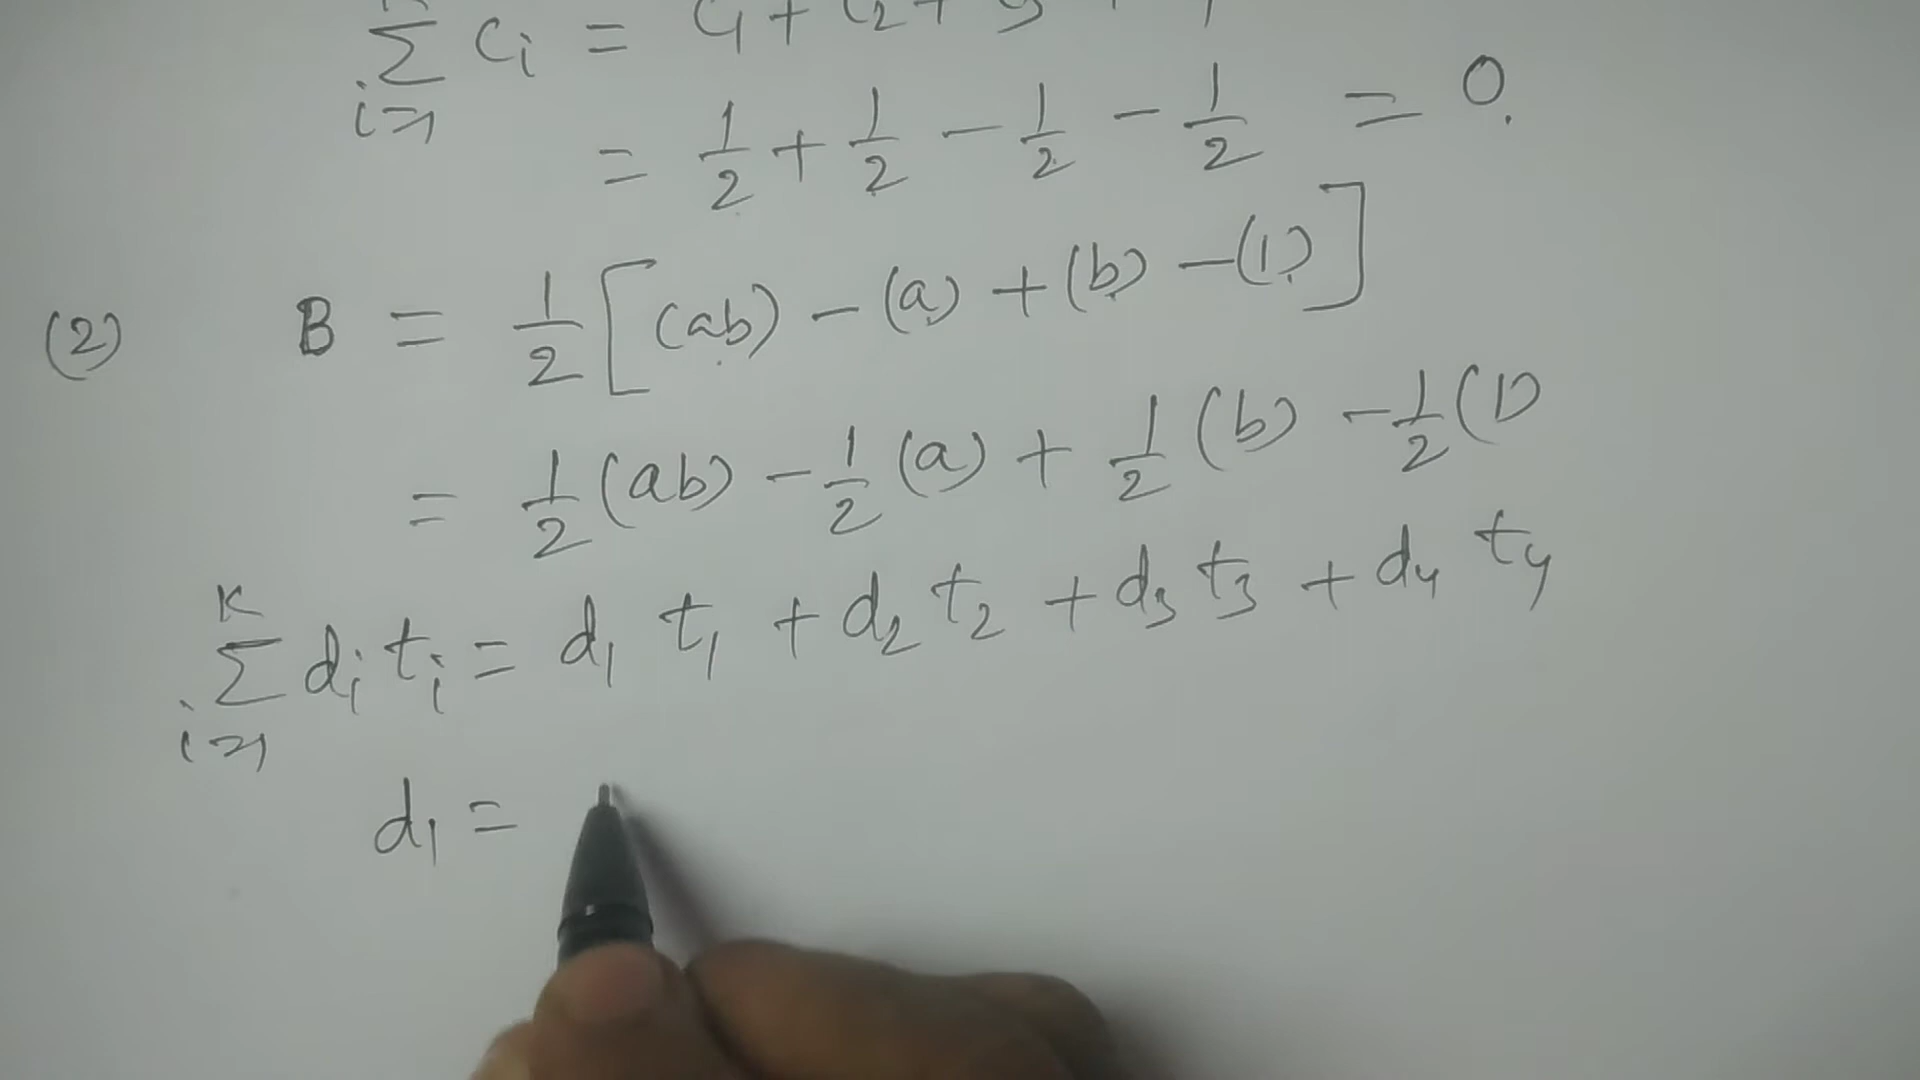 ∑ i=1 cᵢ = c₁ + c₂ +
= 1/2 + 1/2 - 1/2 - 1/2 = 0.
(2) B = 1/2 [(ab) - (a) + (b) - (1)]
= 1/2 (ab) - 1/2 (a) + 1/2 (b) - 1/2 (1)
K ∑ i=1 dᵢ tᵢ = d₁ t₁ + d₂ t₂ + d₃ t₃ + d₄ t₄
d₁ =